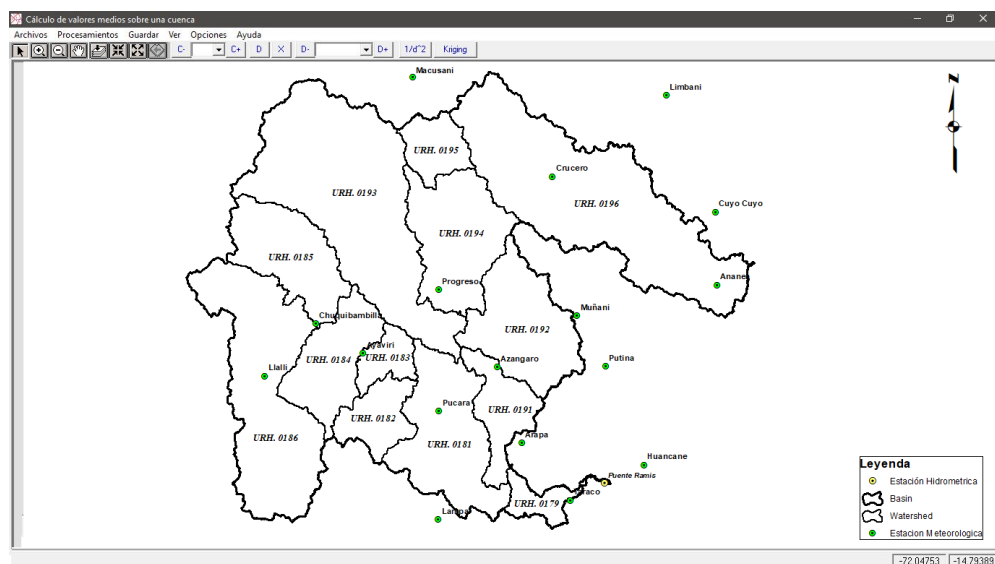 Cálculo de valores medios sobre una cuenca
Archivos Procesamientos Guardar Ver Opciones Ayuda
C- C+ D X D- D+ 1/d^2 Kriging
Macusani
Limbani
N
URH. 0195
Crucero
URH. 0193
URH. 0196
Cuyo Cuyo
URH. 0194
URH. 0185
Progreso
Ananea
Chuquibambilla
Muñani
URH. 0192
Ayaviri
URH. 0184
URH. 0183
Azangaro
Putina
Llalli
Pucara
URH. 0191
URH. 0182
URH. 0186
URH. 0181
Arapa
Huancane
Puente Ramis
Taraco
URH. 0179
Lampa
Leyenda
Estación Hidrometrica
Basin
Watershed
Estacion Meteorologica
-72.04753 -14.79389